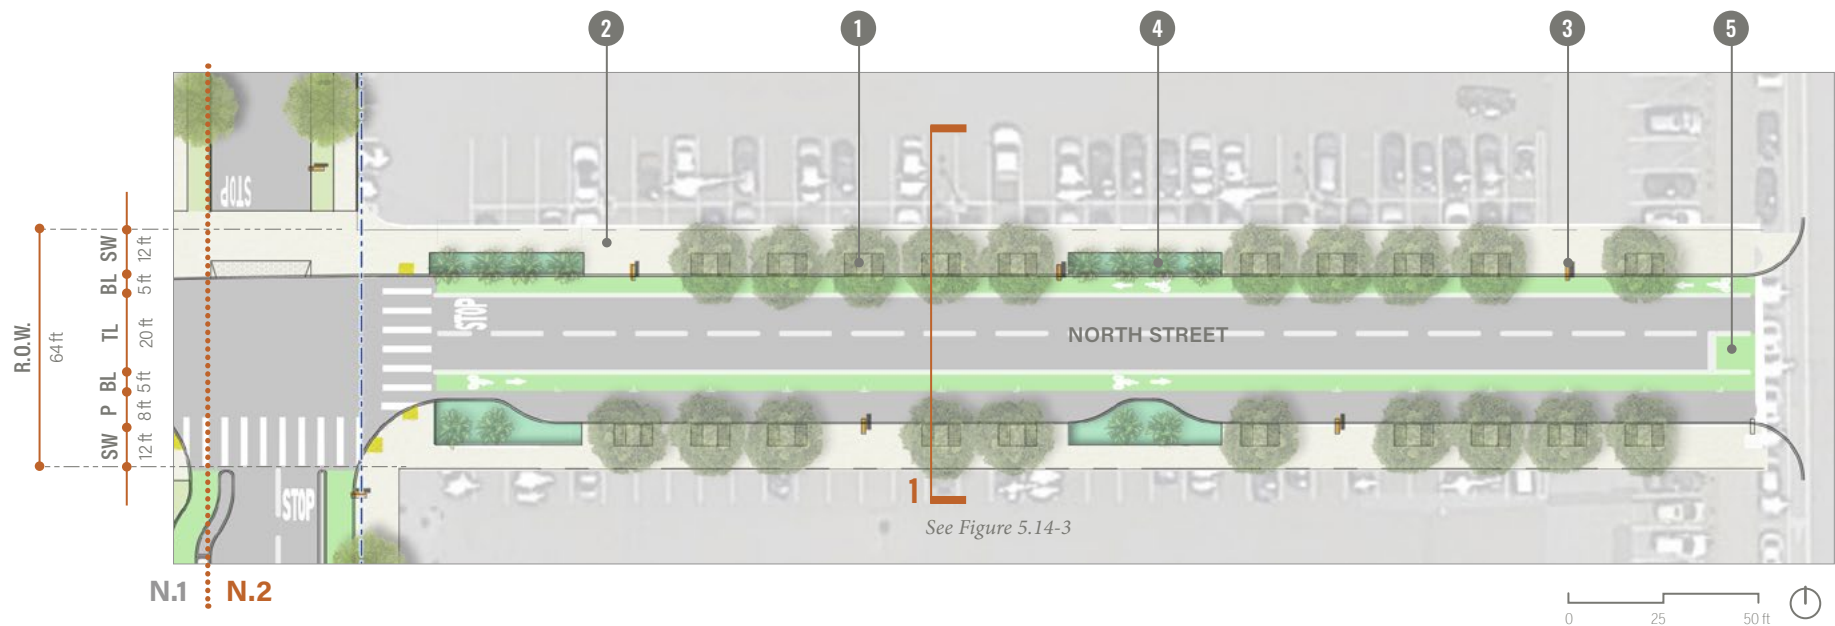 2
1
4
3
5
STOP
SW
12 ft
BL
5 ft
TL
20 ft
BL
5 ft
P
8 ft
SW
12 ft
R.O.W.
64 ft
STOP
NORTH STREET
STOP
1
See Figure 5.14-3
N.1
N.2
0 25 50 ft